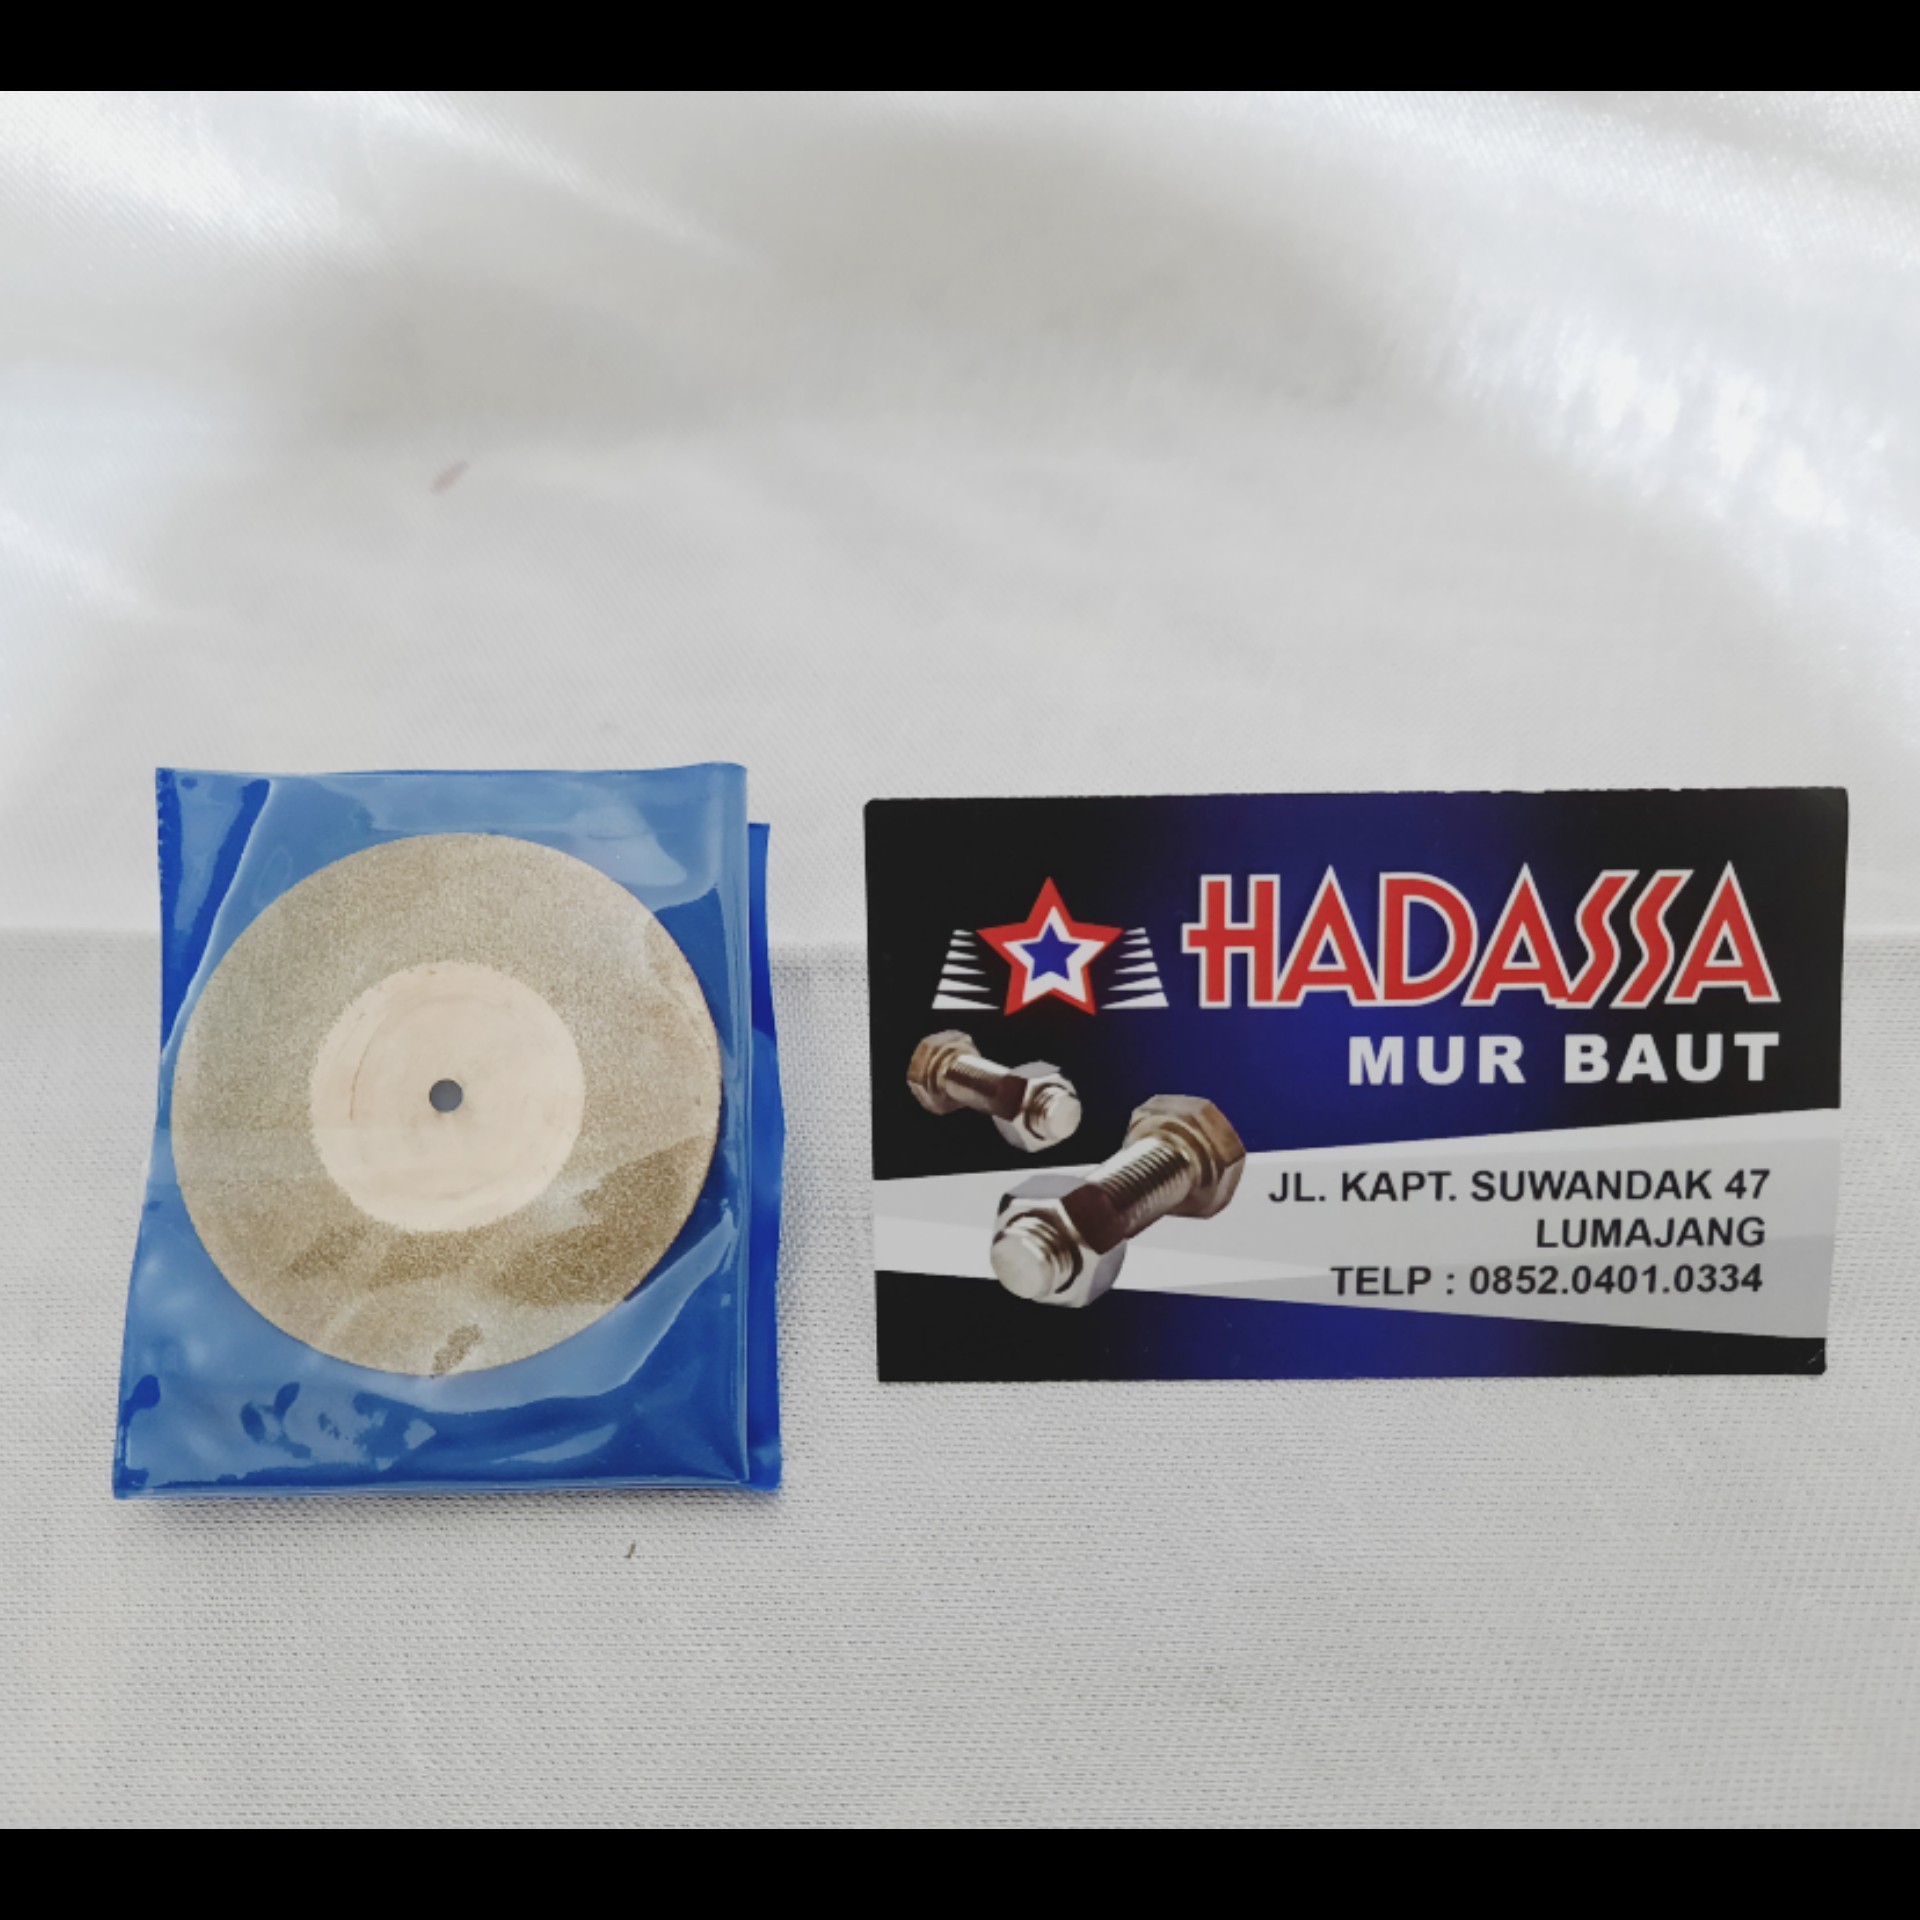 HADASSA
MUR BAUT
JL. KAPT. SUWANDAK 47
LUMAJANG
TELP : 0852.0401.0334